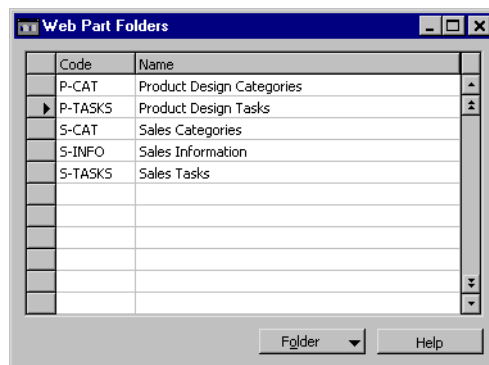 Web Part Folders
Code Name
P-CAT Product Design Categories
P-TASKS Product Design Tasks
S-CAT Sales Categories
S-INFO Sales Information
S-TASKS Sales Tasks
Folder Help